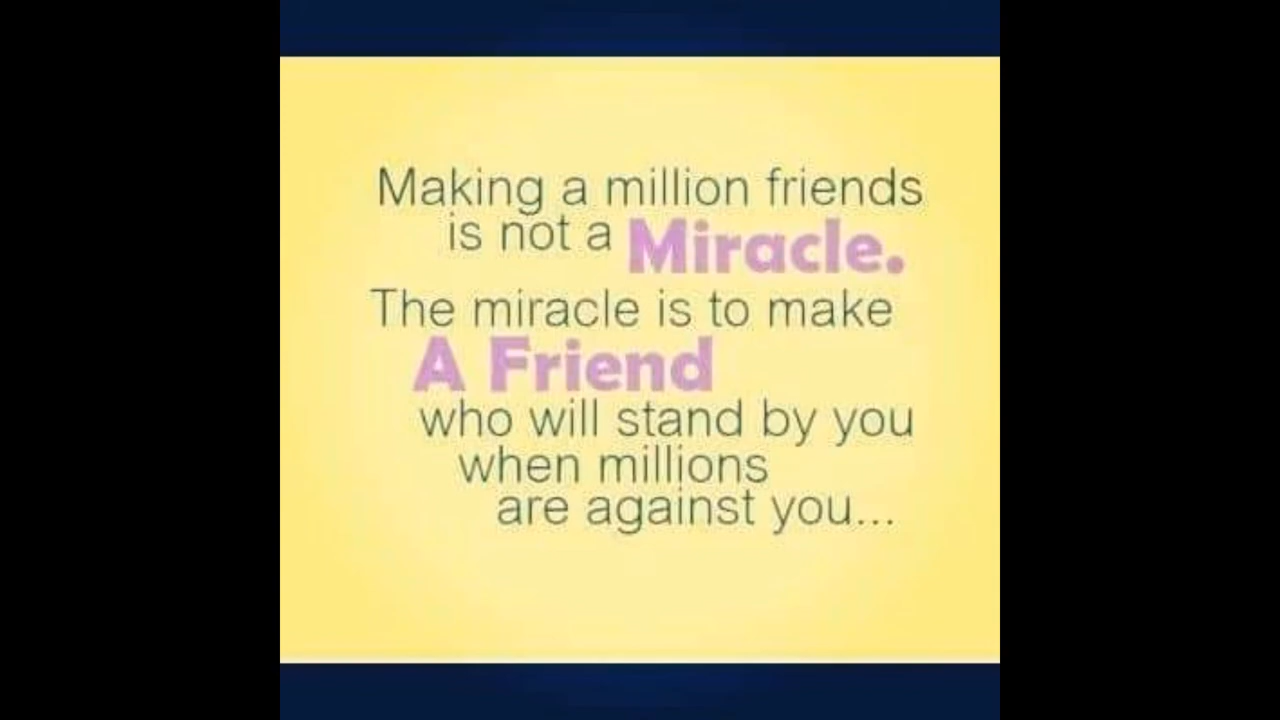 Making a million friends
is not a Miracle.
The miracle is to make
A Friend
who will stand by you
when millions
are against you...